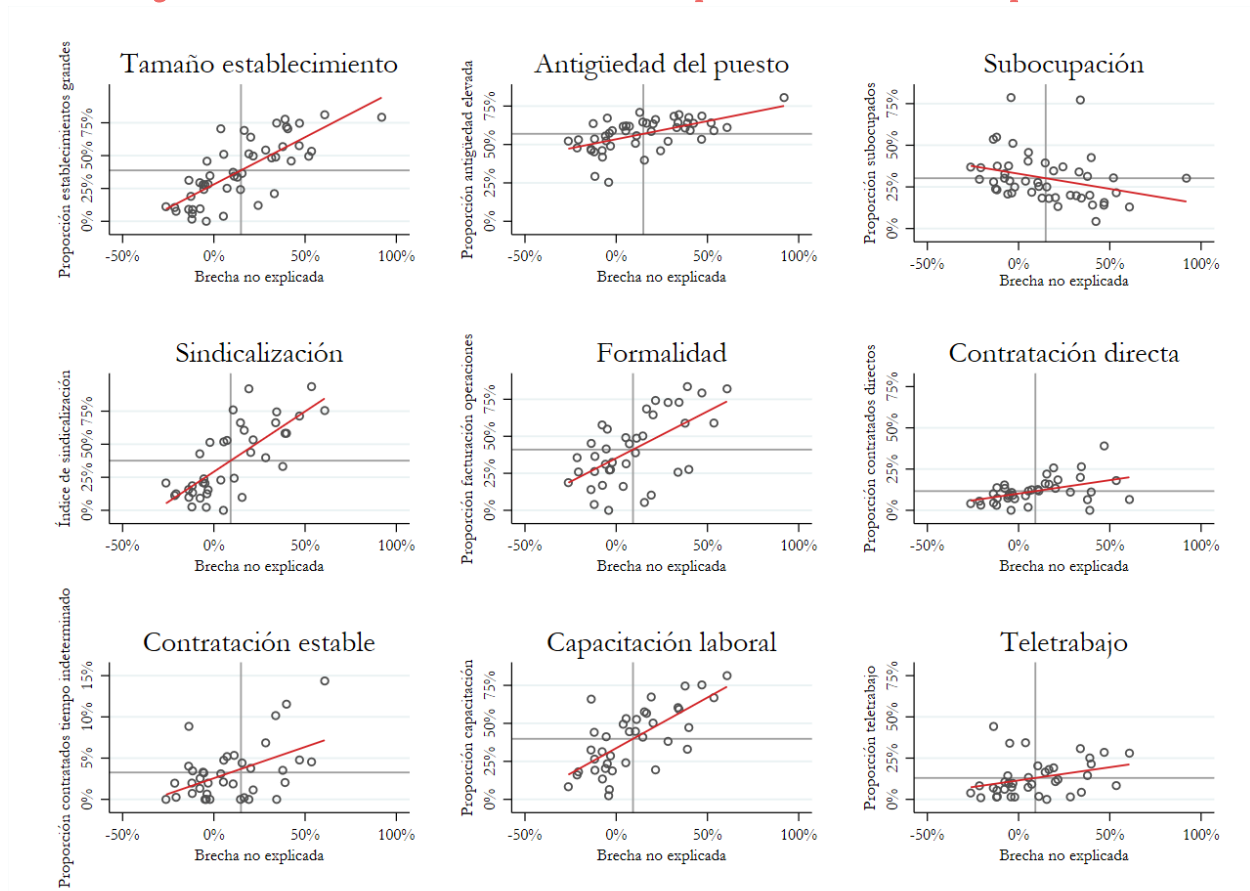 Tamaño establecimiento
Proporción establecimientos grandes
75%
50%
25%
0%
-50% 0% 50% 100%
Brecha no explicada
Antigüedad del puesto
Proporción antigüedad elevada
75%
50%
25%
0%
-50% 0% 50% 100%
Brecha no explicada
Subocupación
Proporción subocupados
75%
50%
25%
0%
-50% 0% 50% 100%
Brecha no explicada
Sindicalización
Índice de sindicalización
75%
50%
25%
0%
-50% 0% 50% 100%
Brecha no explicada
Formalidad
Proporción facturación operaciones
75%
50%
25%
0%
-50% 0% 50% 100%
Brecha no explicada
Contratación directa
Proporción contratados directos
75%
50%
25%
0%
-50% 0% 50% 100%
Brecha no explicada
Contratación estable
Proporción contratados tiempo indeterminado
15%
10%
5%
0%
-50% 0% 50% 100%
Brecha no explicada
Capacitación laboral
Proporción capacitación
75%
50%
25%
0%
-50% 0% 50% 100%
Brecha no explicada
Teletrabajo
Proporción teletrabajo
75%
50%
25%
0%
-50% 0% 50% 100%
Brecha no explicada